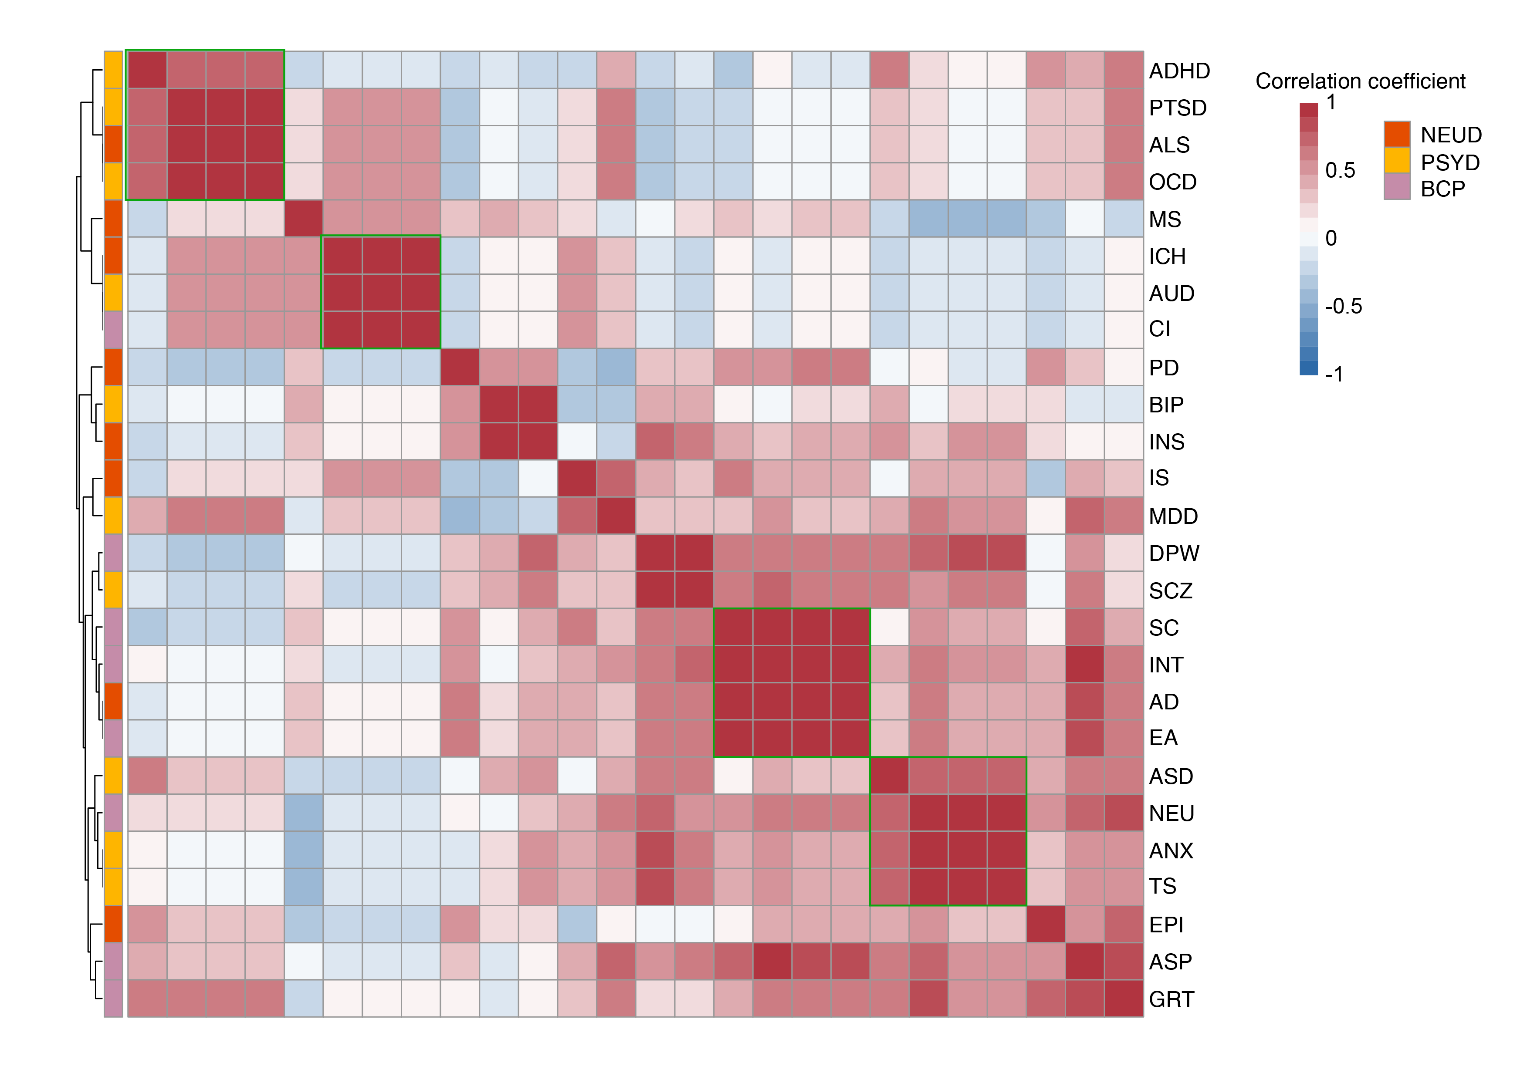 ADHD
PTSD
ALS
OCD
MS
ICH
AUD
CI
PD
BIP
INS
IS
MDD
DPW
SCZ
SC
INT
AD
EA
ASD
NEU
ANX
TS
EPI
ASP
GRT
Correlation coefficient
1
0.5
0
-0.5
-1
NEUD
PSYD
BCP